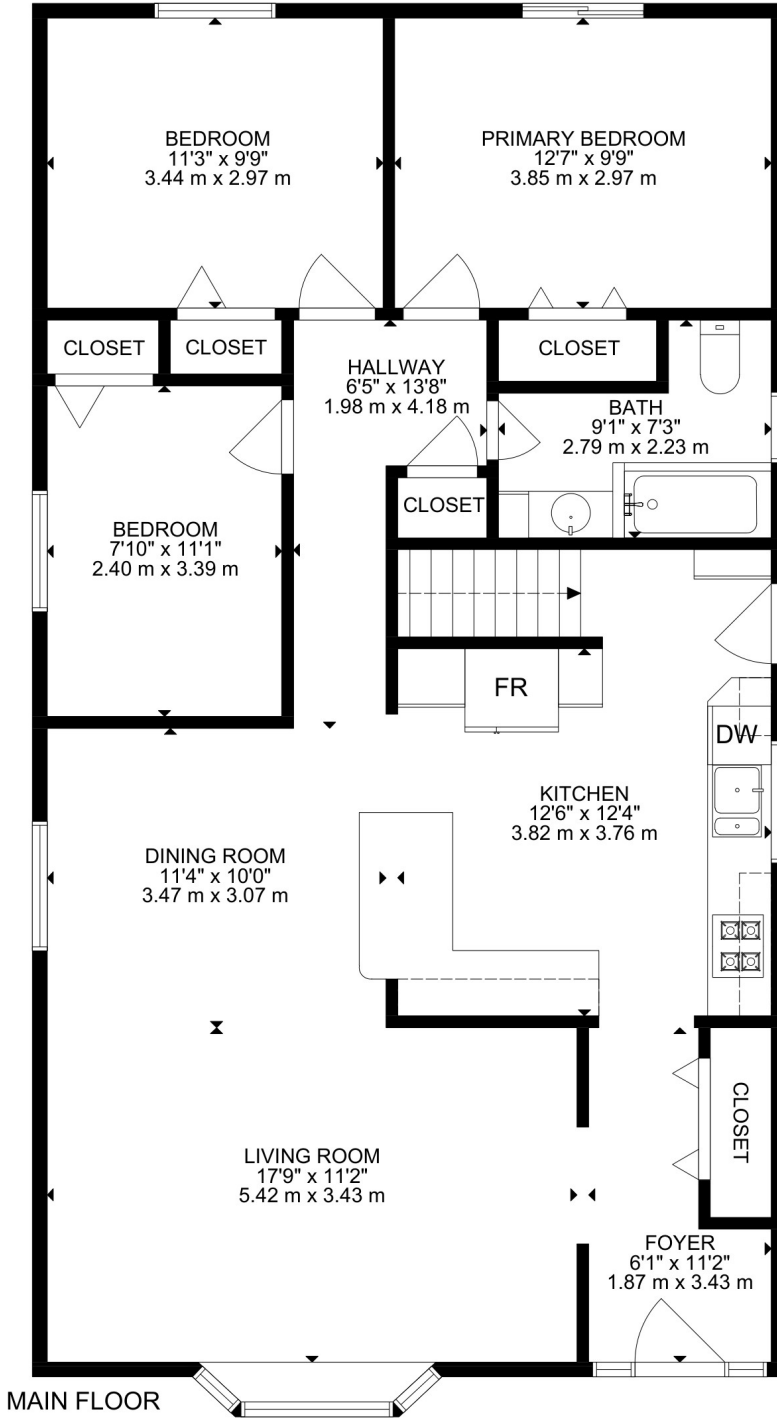 BEDROOM
11'3" x 9'9"
3.44 m x 2.97 m
PRIMARY BEDROOM
12'7" x 9'9"
3.85 m x 2.97 m
CLOSET
CLOSET
HALLWAY
6'5" x 13'8"
1.98 m x 4.18 m
CLOSET
BATH
9'1" x 7'3"
2.79 m x 2.23 m
CLOSET
BEDROOM
7'10" x 11'1"
2.40 m x 3.39 m
FR
DW
KITCHEN
12'6" x 12'4"
3.82 m x 3.76 m
DINING ROOM
11'4" x 10'0"
3.47 m x 3.07 m
LIVING ROOM
17'9" x 11'2"
5.42 m x 3.43 m
CLOSET
FOYER
6'1" x 11'2"
1.87 m x 3.43 m
MAIN FLOOR